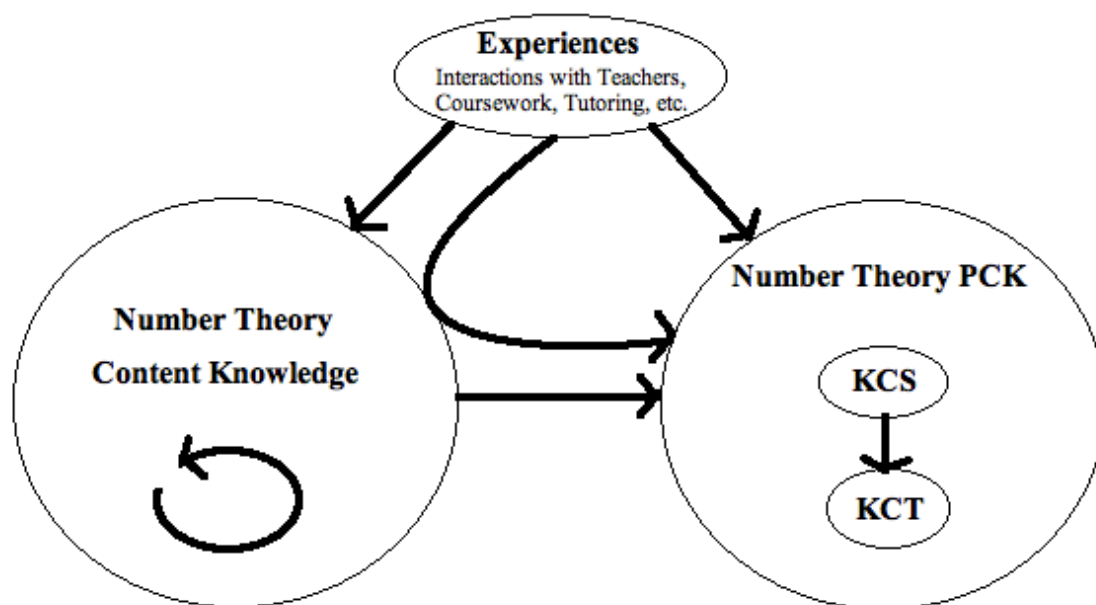 Experiences
Interactions with Teachers,
Coursework, Tutoring, etc.
Number Theory
Content Knowledge
Number Theory PCK
KCS
KCT